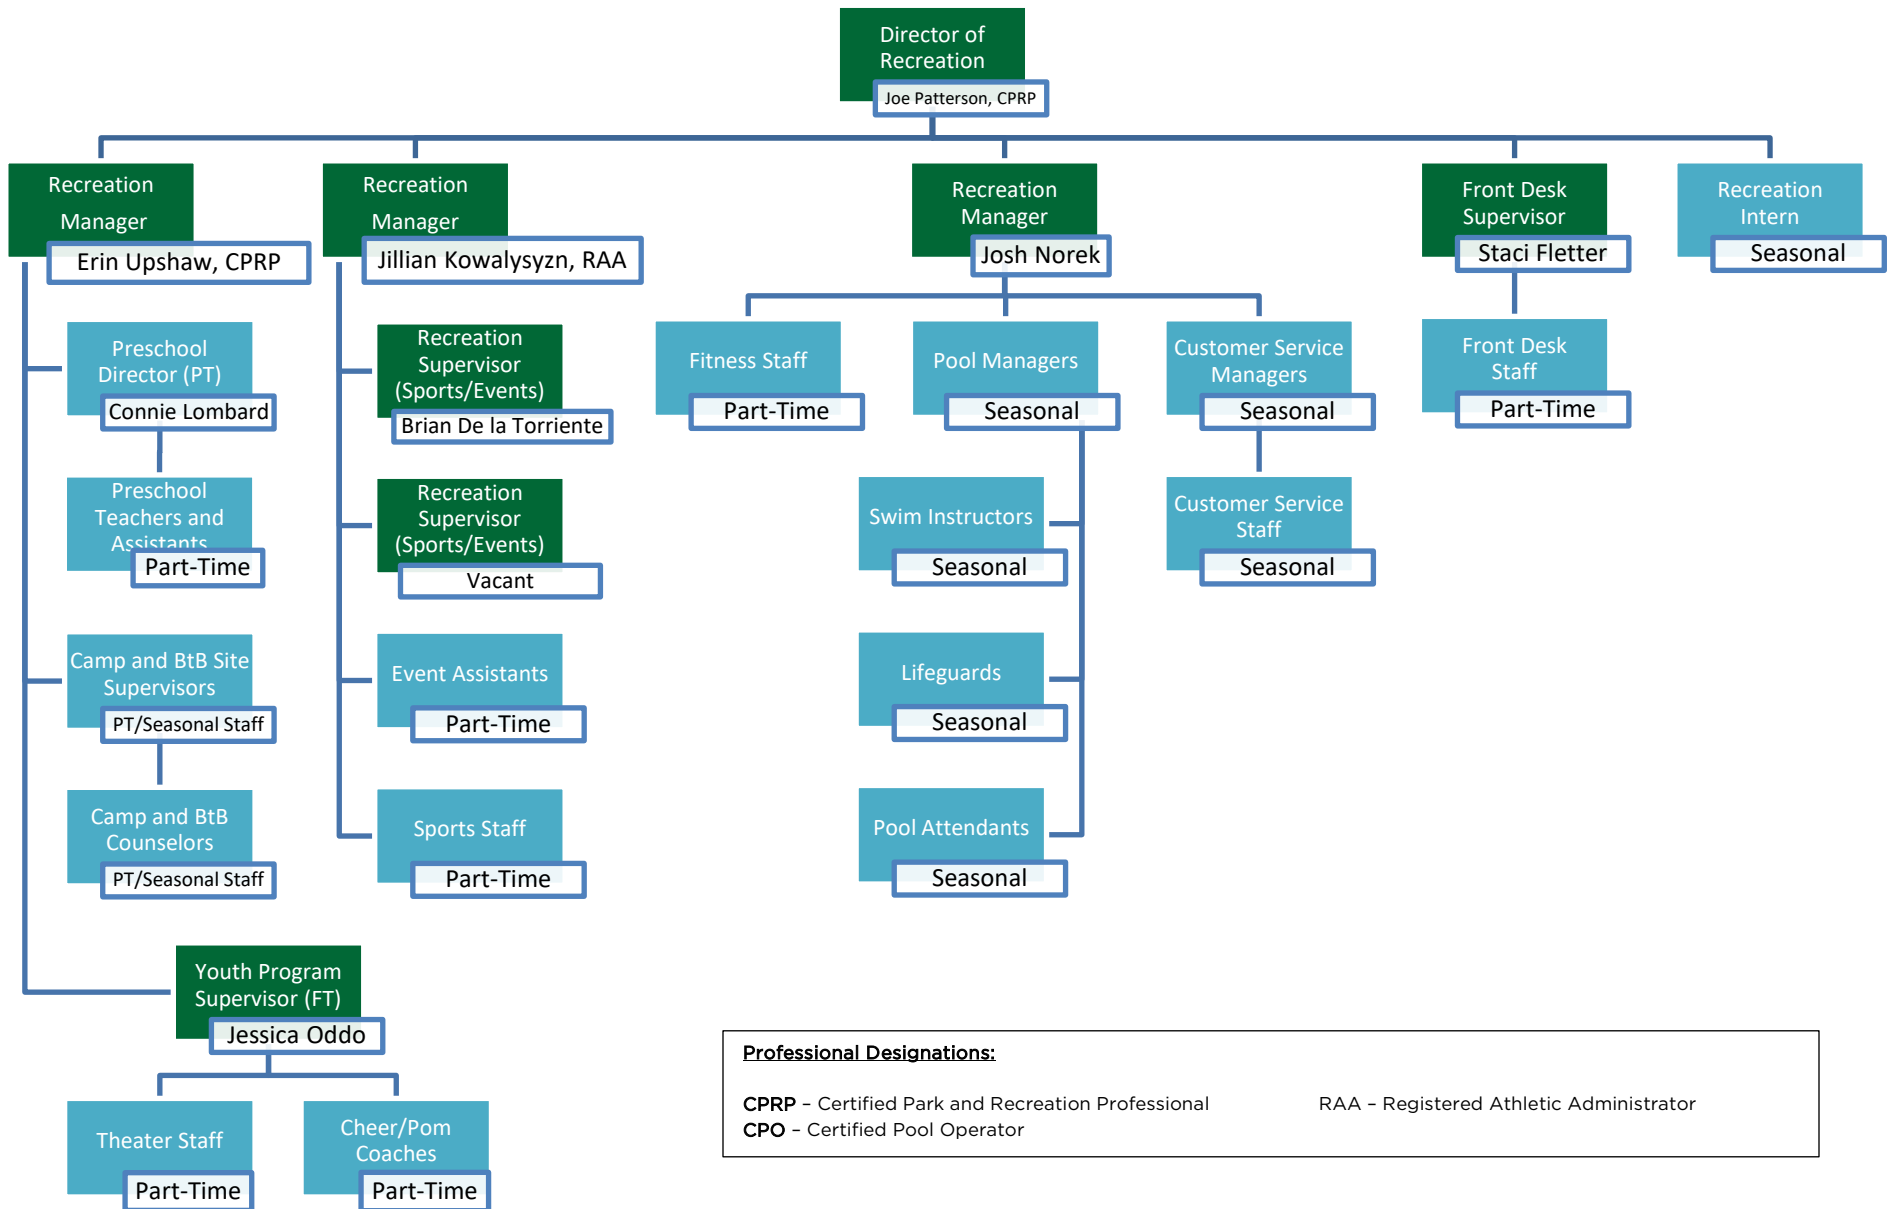 Director of
Recreation
Joe Patterson, CPRP
Recreation
Manager
Erin Upshaw, CPRP
Recreation
Manager
Jillian Kowalysyzn, RAA
Recreation
Manager
Josh Norek
Front Desk
Supervisor
Staci Fletter
Recreation
Intern
Seasonal
Preschool
Director (PT)
Connie Lombard
Preschool
Teachers and
Assistants
Part-Time
Camp and BtB Site
Supervisors
PT/Seasonal Staff
Camp and BtB
Counselors
PT/Seasonal Staff
Youth Program
Supervisor (FT)
Jessica Oddo
Theater Staff
Part-Time
Cheer/Pom
Coaches
Part-Time
Recreation
Supervisor
(Sports/Events)
Brian De la Torriente
Recreation
Supervisor
(Sports/Events)
Vacant
Event Assistants
Part-Time
Sports Staff
Part-Time
Fitness Staff
Part-Time
Pool Managers
Seasonal
Swim Instructors
Seasonal
Lifeguards
Seasonal
Pool Attendants
Seasonal
Customer Service
Managers
Seasonal
Customer Service
Staff
Seasonal
Front Desk
Staff
Part-Time
Professional Designations:
CPRP – Certified Park and Recreation Professional
RAA – Registered Athletic Administrator
CPO – Certified Pool Operator